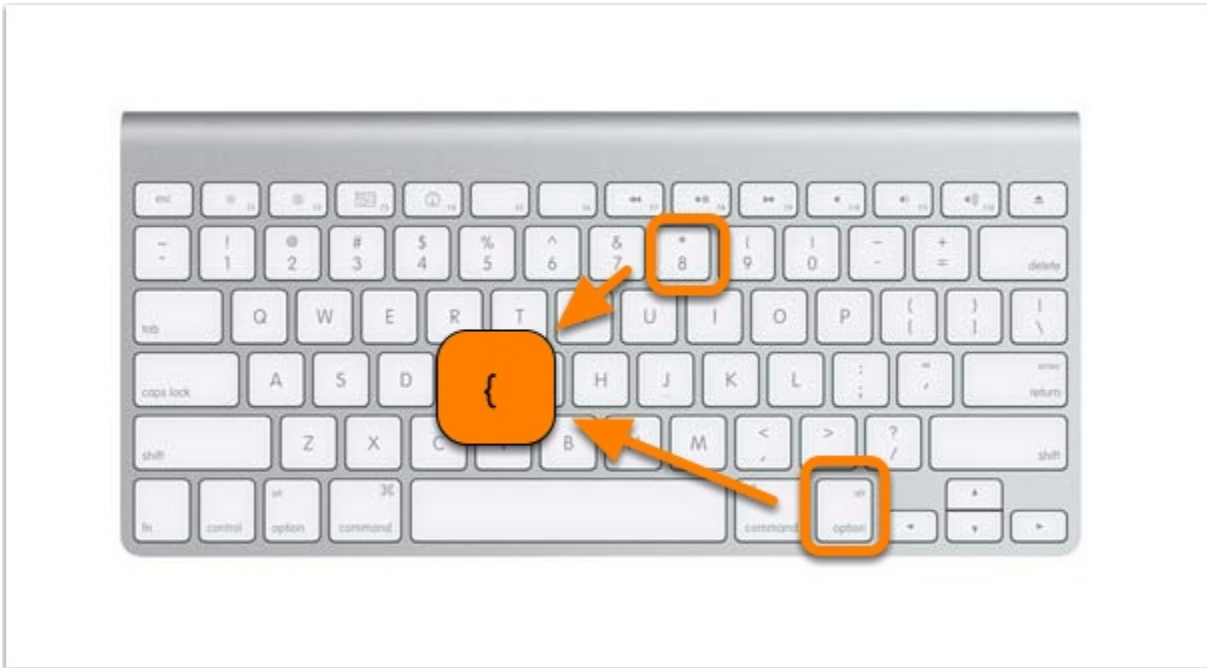 esc
~ ! @ # $ % ^ & * ( ) - +
1 2 3 4 5 6 7 8 9 0 - = delete
tab Q W E R T U I O P { } |
[ ] \
caps lock A S D { H J K L : " enter
; ' return
shift Z X C B M < > ? shift
, . /
alt ⌘ alt
fn control option command command option